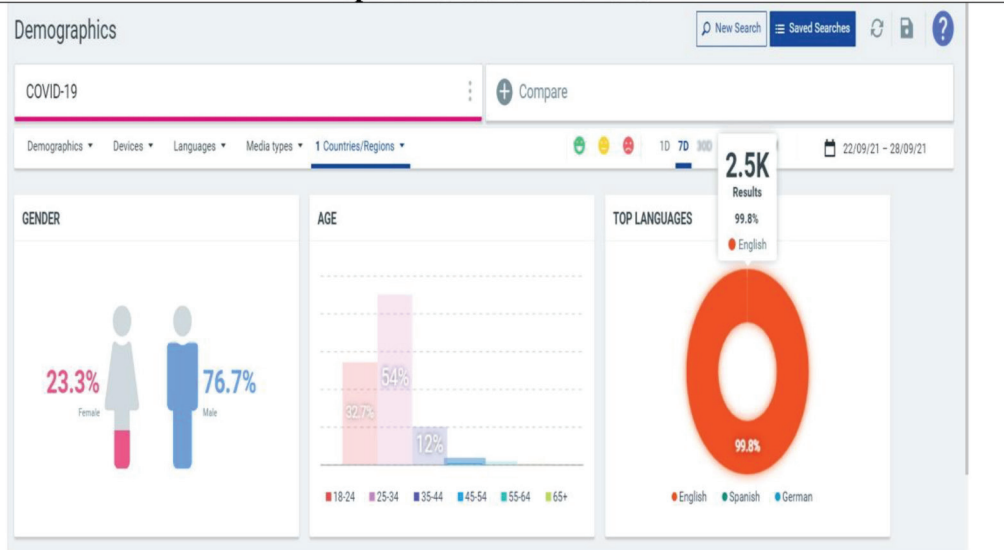 Demographics
New Search
Saved Searches
?
COVID-19
Compare
Demographics
Devices
Languages
Media types
1 Countries/Regions
1D
7D
30D
22/09/21 - 28/09/21
2.5K
Results
99.8%
English
GENDER
AGE
TOP LANGUAGES
23.3%
Female
76.7%
Male
32.7%
54%
12%
18-24
25-34
35-44
45-54
55-64
65+
99.8%
English
Spanish
German